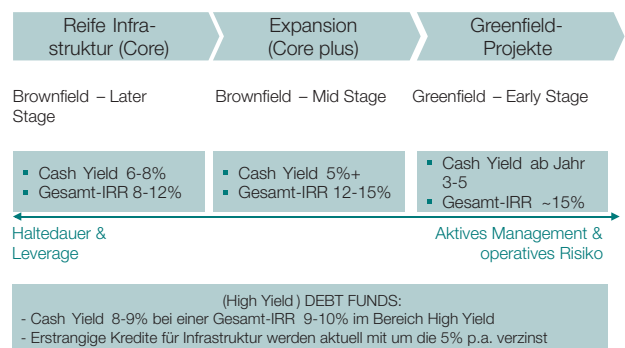 Reife Infra-
struktur (Core)
Expansion
(Core plus)
Greenfield-
Projekte
Brownfield – Later
Stage
Brownfield – Mid Stage
Greenfield – Early Stage
▪ Cash Yield 6-8%
▪ Gesamt-IRR 8-12%
▪ Cash Yield 5%+
▪ Gesamt-IRR 12-15%
▪ Cash Yield ab Jahr
3-5
▪ Gesamt-IRR ~15%
Haltedauer &
Leverage
Aktives Management &
operatives Risiko
(High Yield ) DEBT FUNDS:
- Cash Yield 8-9% bei einer Gesamt-IRR 9-10% im Bereich High Yield
- Erstrangige Kredite für Infrastruktur werden aktuell mit um die 5% p.a. verzinst